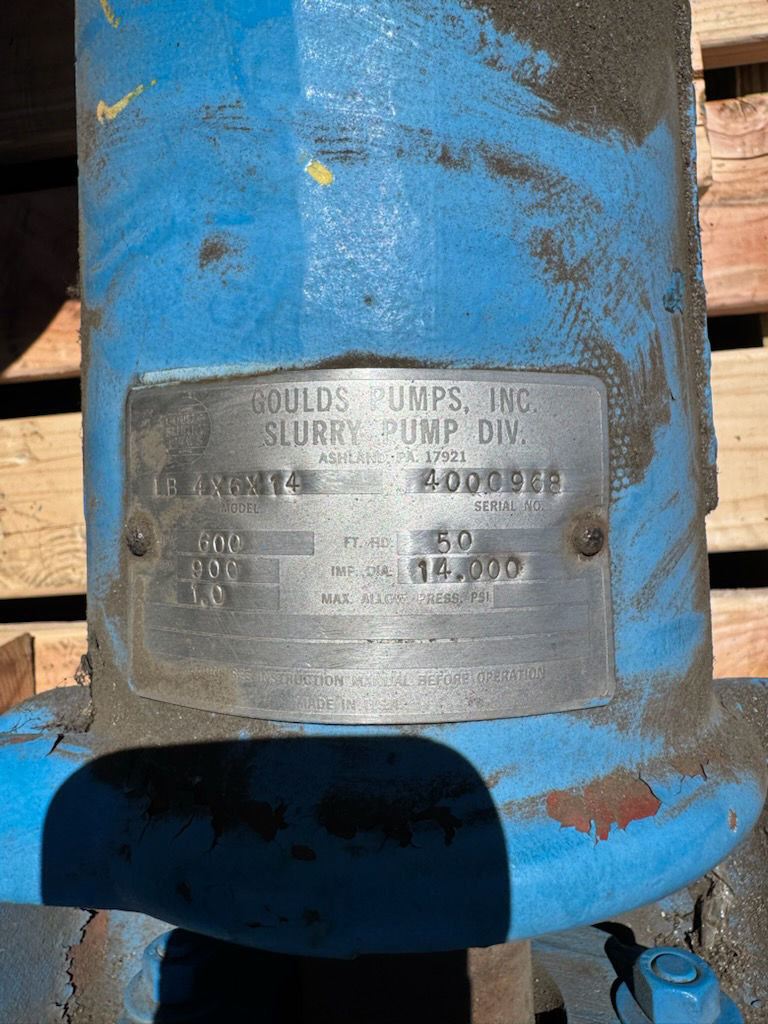 GOULDS PUMPS, INC.
SLURRY PUMP DIV.
ASHLAND, PA. 17921
LB 4X6X14 400C968
MODEL SERIAL NO.
600 FT. HD. 50
900 IMP. DIA. 14.000
1.0 MAX. ALLOW. PRESS. PSI
INSTRUCTION MANUAL BEFORE OPERATION
MADE IN U.S.A.